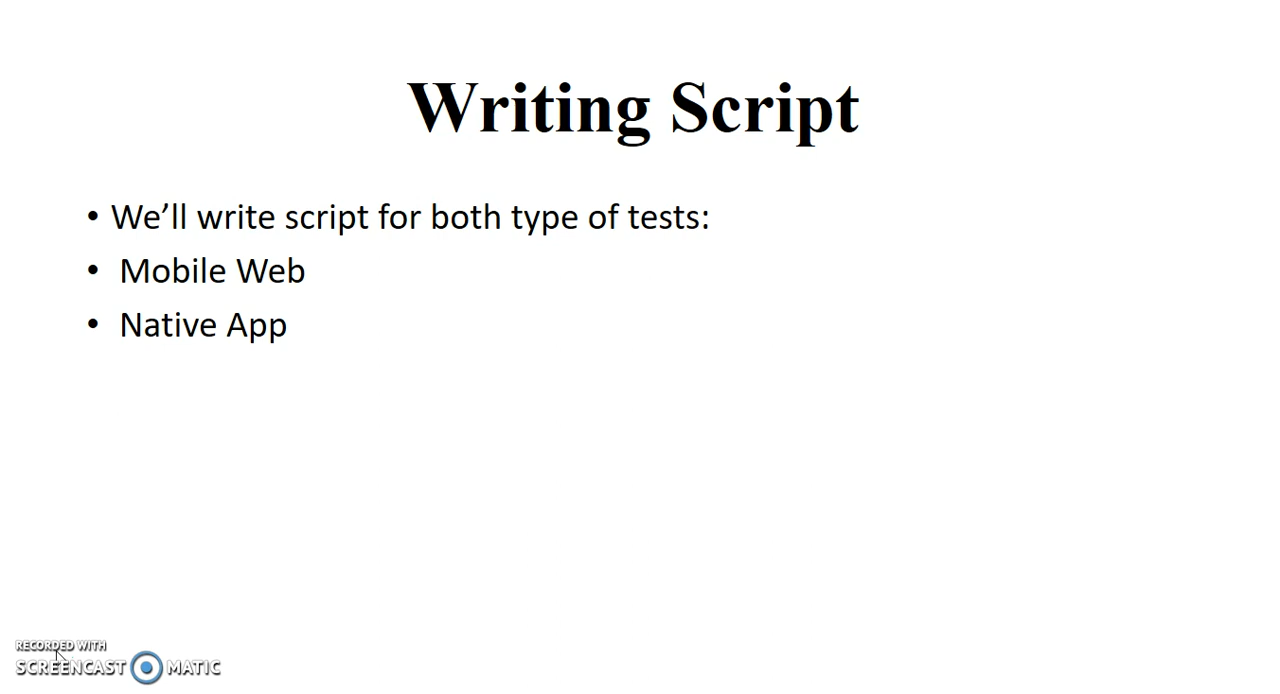 Writing Script
• We’ll write script for both type of tests:
• Mobile Web
• Native App
RECORDED WITH
SCREENCAST MATIC